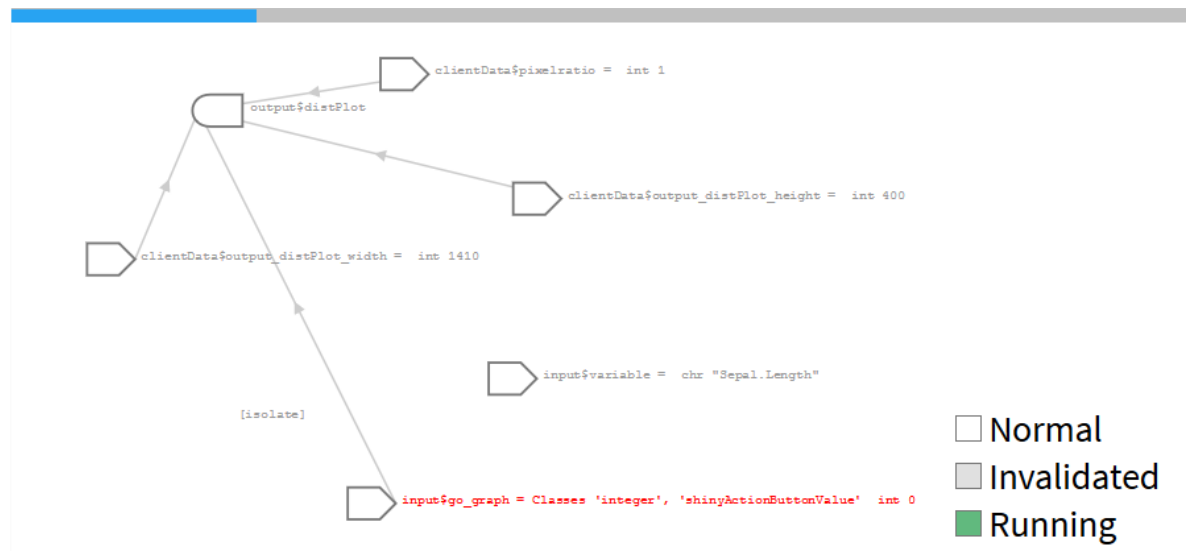 clientData$pixelratio =  int 1
output$distPlot
clientData$output_distPlot_height =  int 400
clientData$output_distPlot_width =  int 1410
input$variable =  chr "Sepal.Length"
[isolate]
Normal
Invalidated
input$go_graph = Classes 'integer', 'shinyActionButtonValue'  int 0
Running